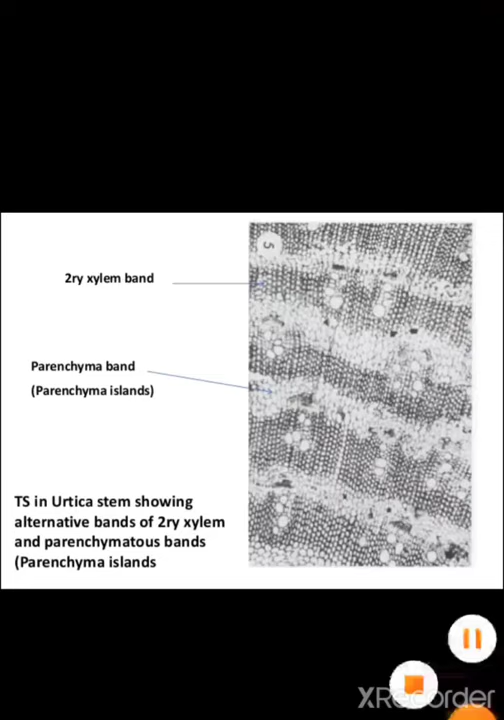 5
2ry xylem band
Parenchyma band
(Parenchyma islands)
TS in Urtica stem showing
alternative bands of 2ry xylem
and parenchymatous bands
(Parenchyma islands
XRecorder